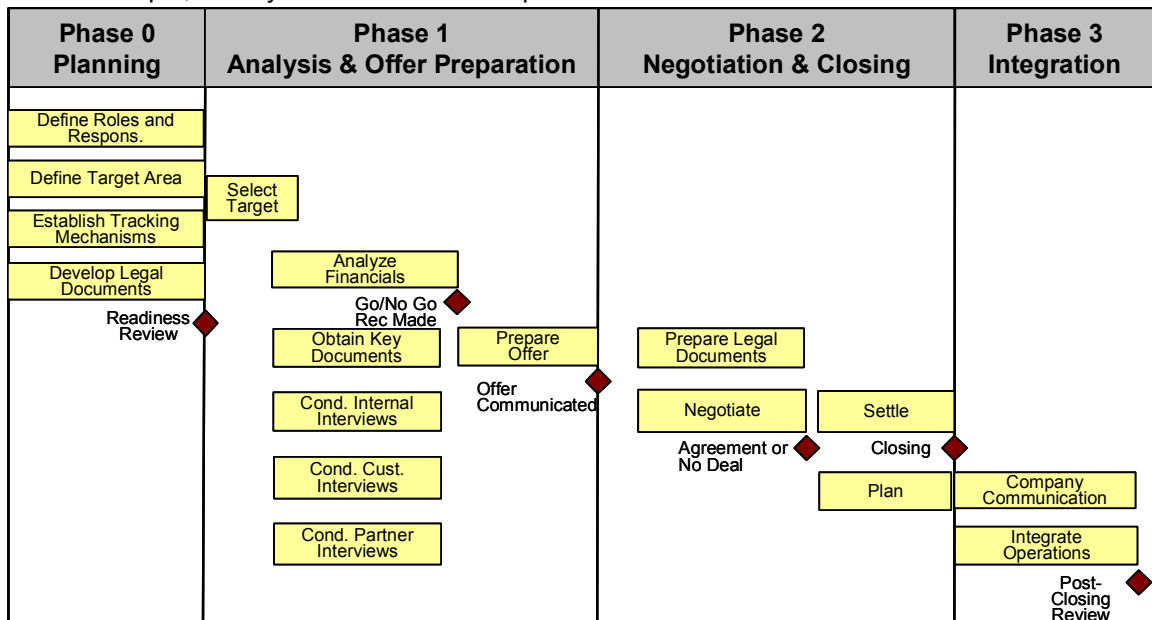 Phase 0
Planning
Phase 1
Analysis & Offer Preparation
Phase 2
Negotiation & Closing
Phase 3
Integration
Define Roles and
Respons.
Define Target Area
Establish Tracking
Mechanisms
Develop Legal
Documents
Readiness
Review
Select
Target
Analyze
Financials
Go/No Go
Rec Made
Obtain Key
Documents
Prepare
Offer
Offer
Communicated
Cond. Internal
Interviews
Cond. Cust.
Interviews
Cond. Partner
Interviews
Prepare Legal
Documents
Negotiate
Settle
Agreement or
No Deal
Closing
Plan
Company
Communication
Integrate
Operations
Post-
Closing
Review